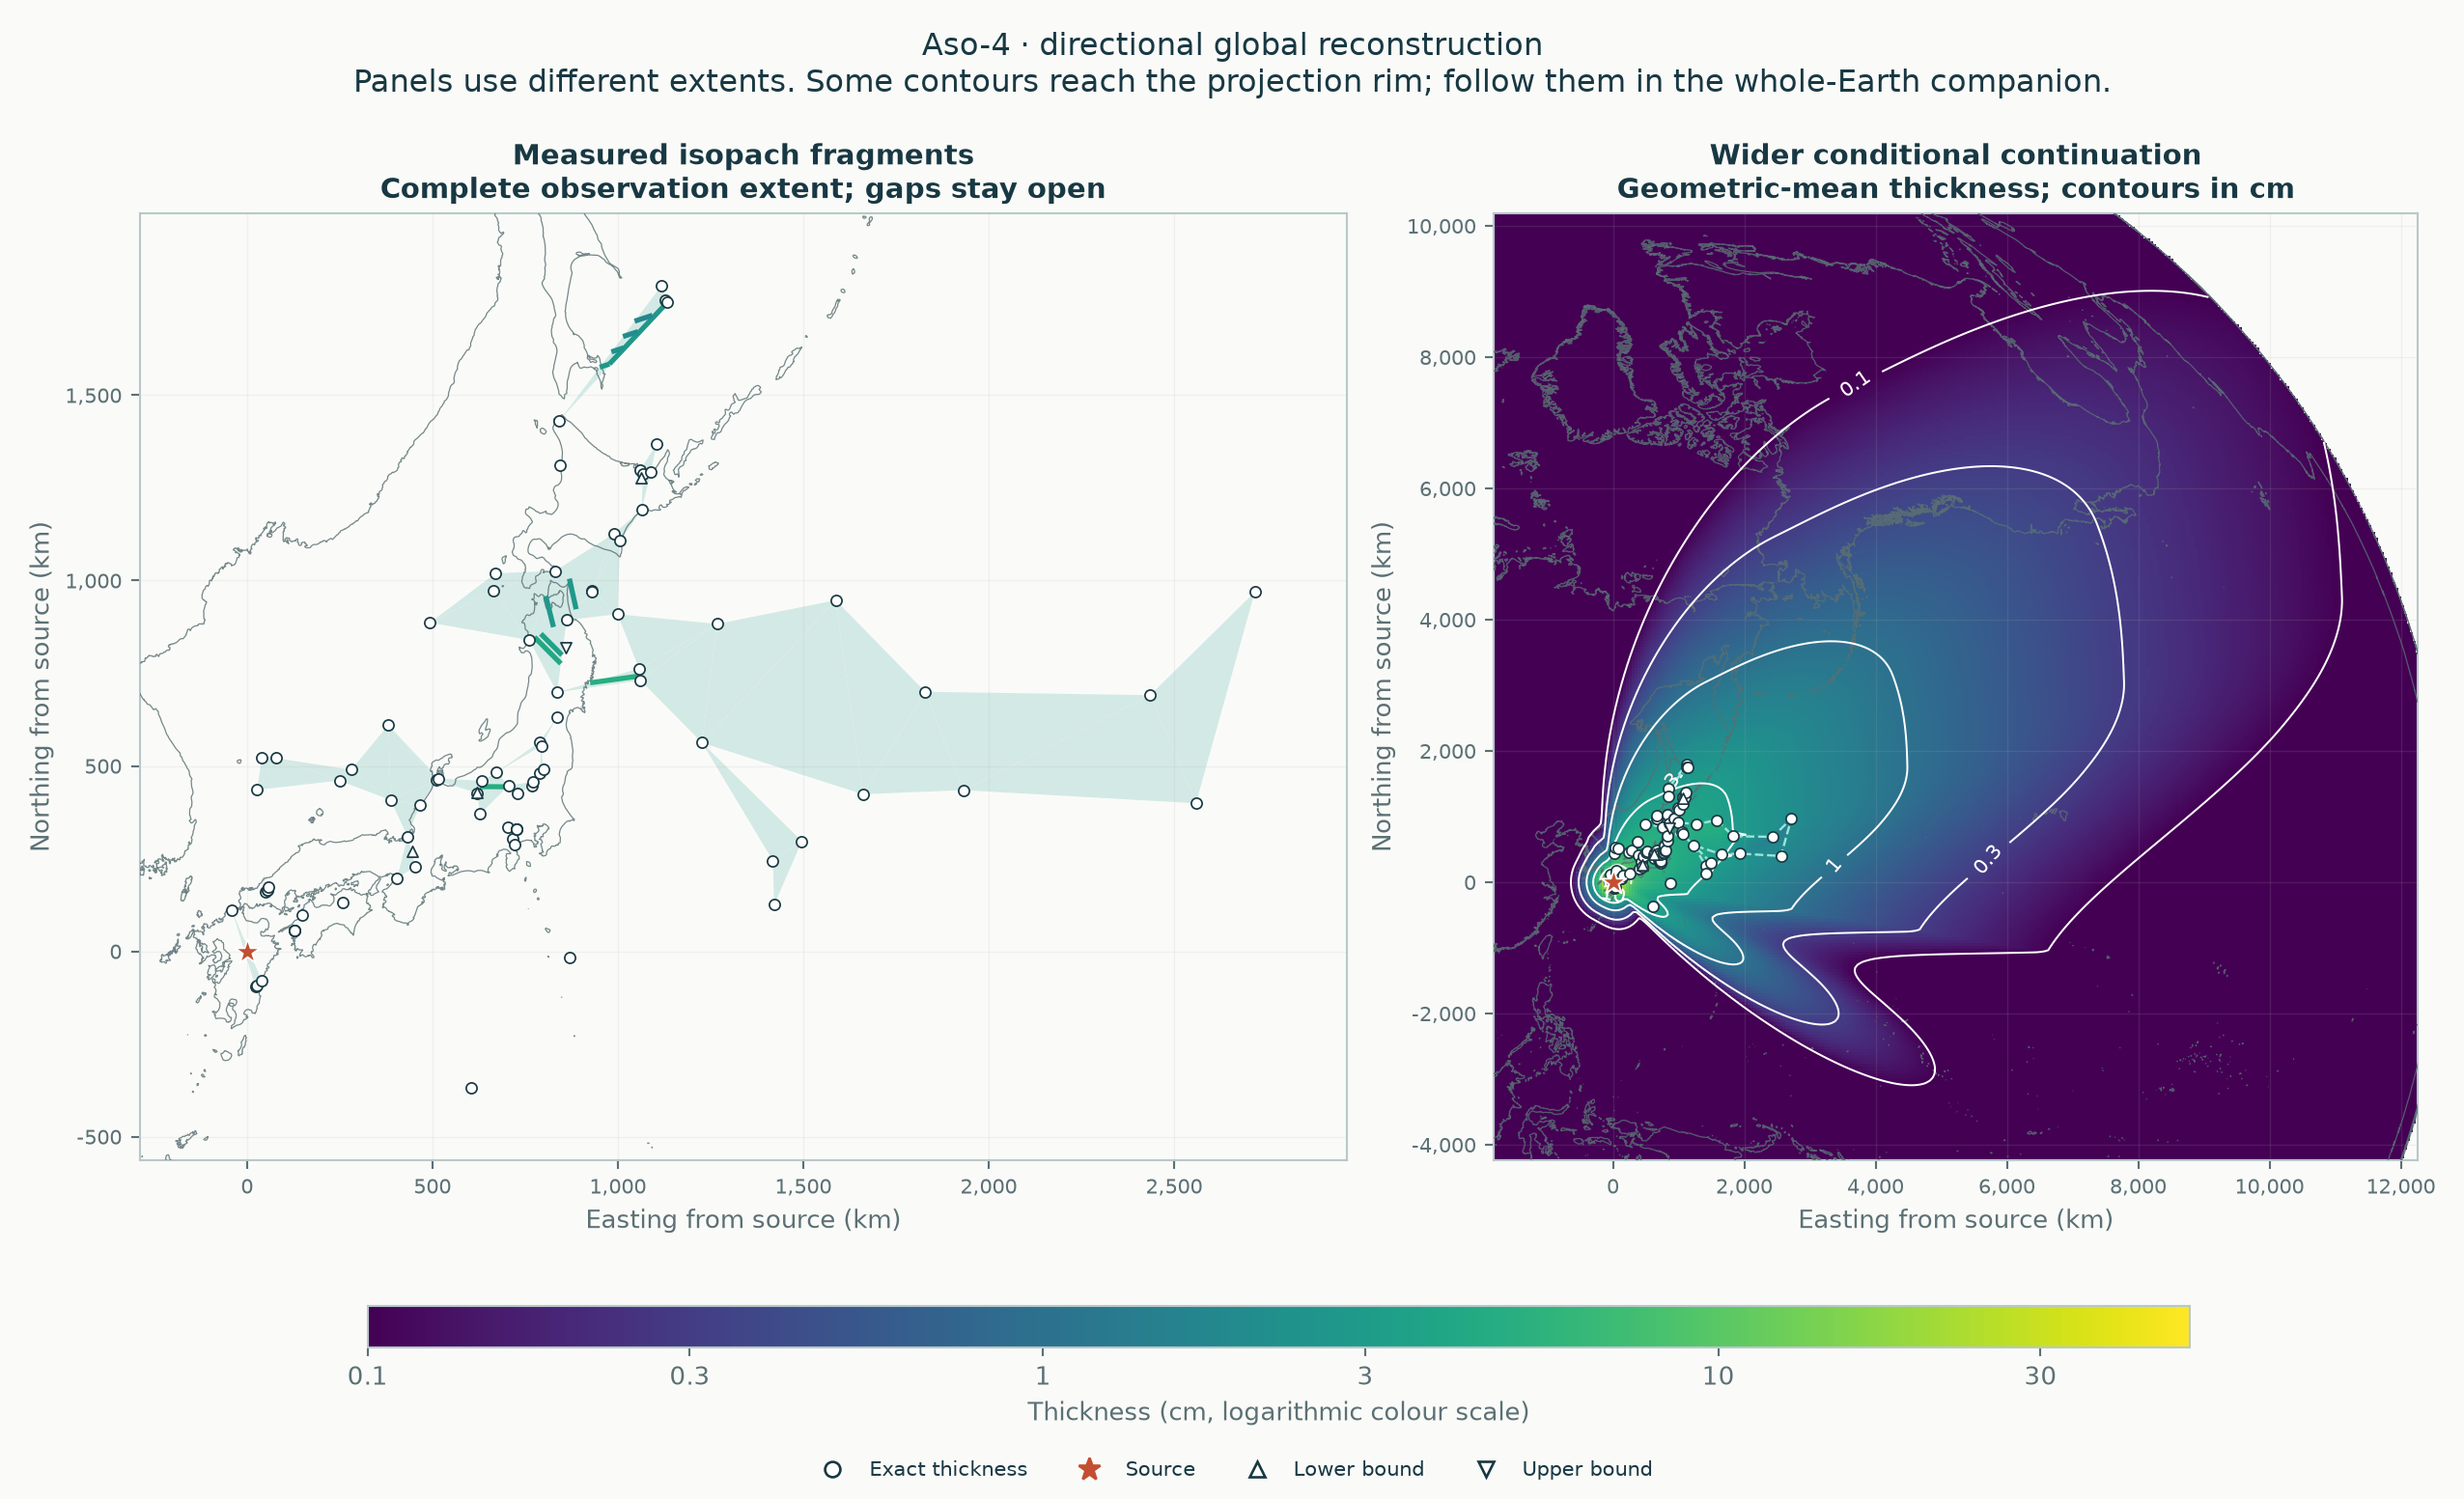 Aso-4 · directional global reconstruction
Panels use different extents. Some contours reach the projection rim; follow them in the whole-Earth companion.
Measured isopach fragments
Complete observation extent; gaps stay open
Northing from source (km)
1,500
1,000
500
0
-500
0 500 1,000 1,500 2,000 2,500
Easting from source (km)
Wider conditional continuation
Geometric-mean thickness; contours in cm
Northing from source (km)
10,000
8,000
6,000
4,000
2,000
0
-2,000
-4,000
0.1
3
1
0.3
0 2,000 4,000 6,000 8,000 10,000 12,000
Easting from source (km)
0.1 0.3 1 3 10 30
Thickness (cm, logarithmic colour scale)
Exact thickness Source Lower bound Upper bound